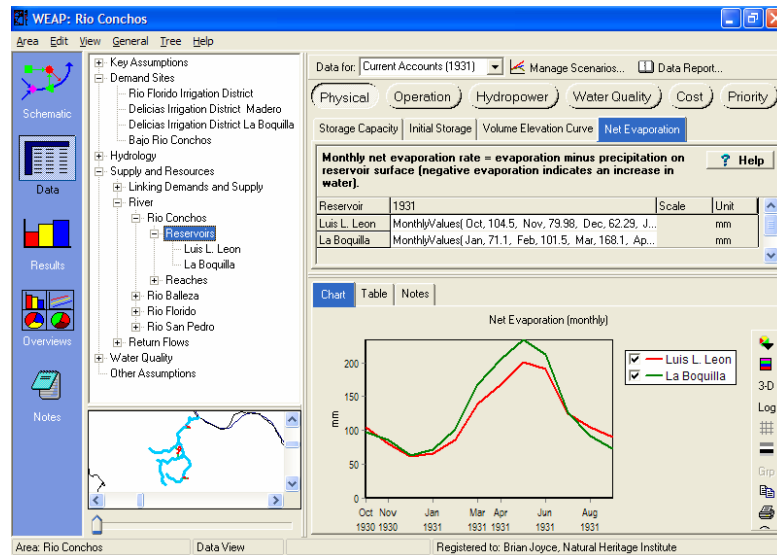 WEAP: Rio Conchos
Area Edit View General Tree Help
Schematic
Data
Results
Overviews
Notes
Key Assumptions
Demand Sites
Rio Florido Irrigation District
Delicias Irrigation District Madero
Delicias Irrigation District La Boquilla
Bajo Rio Conchos
Hydrology
Supply and Resources
Linking Demands and Supply
River
Rio Conchos
Reservoirs
Luis L. Leon
La Boquilla
Reaches
Rio Balleza
Rio Florido
Rio San Pedro
Return Flows
Water Quality
Other Assumptions
Data for: Current Accounts (1931) Manage Scenarios... Data Report...
Physical Operation Hydropower Water Quality Cost Priority
Storage Capacity Initial Storage Volume Elevation Curve Net Evaporation
Monthly net evaporation rate = evaporation minus precipitation on
reservoir surface (negative evaporation indicates an increase in
water).
? Help
Reservoir 1931 Scale Unit
Luis L. Leon MonthlyValues( Oct, 104.5, Nov, 79.98, Dec, 62.29, J... mm
La Boquilla MonthlyValues( Jan, 71.1, Feb, 101.5, Mar, 168.1, Ap... mm
Chart Table Notes
Net Evaporation (monthly)
200
150
100
50
0
mm
Oct Nov Jan Mar Apr Jun Aug
1930 1930 1931 1931 1931 1931 1931
Luis L. Leon
La Boquilla
3-D
Log
Grp
Area: Rio Conchos Data View Registered to: Brian Joyce, Natural Heritage Institute